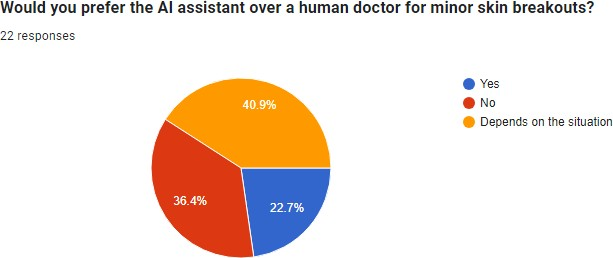 Would you prefer the AI assistant over a human doctor for minor skin breakouts?
22 responses
Yes
No
Depends on the situation
40.9%
36.4%
22.7%